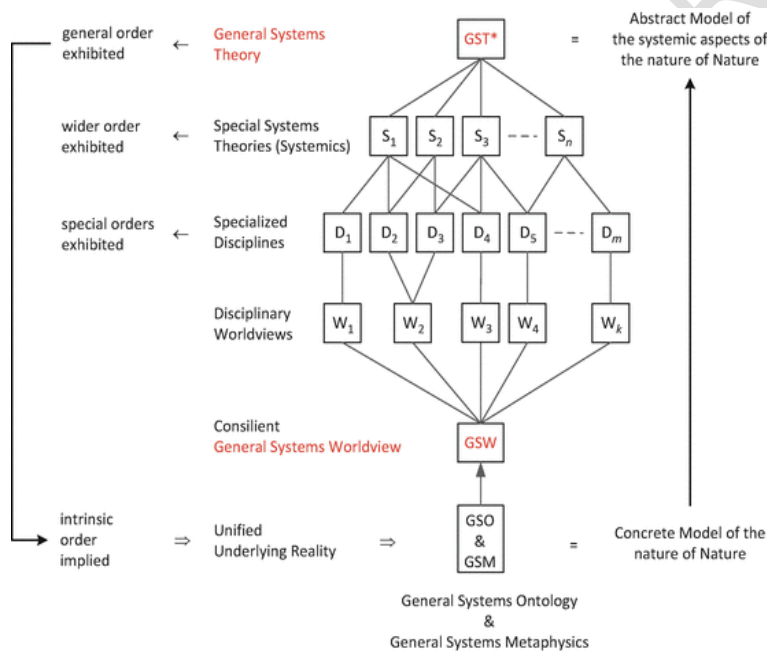 general order
exhibited
←
General Systems
Theory
GST*
=
Abstract Model of
the systemic aspects of
the nature of Nature
wider order
exhibited
←
Special Systems
Theories (Systemics)
S1
S2
S3
Sn
special orders
exhibited
←
Specialized
Disciplines
D1
D2
D3
D4
D5
Dm
Disciplinary
Worldviews
W1
W2
W3
W4
Wk
Consilient
General Systems Worldview
GSW
intrinsic
order
implied
⇒
Unified
Underlying Reality
⇒
GSO
&
GSM
=
Concrete Model of the
nature of Nature
General Systems Ontology
&
General Systems Metaphysics